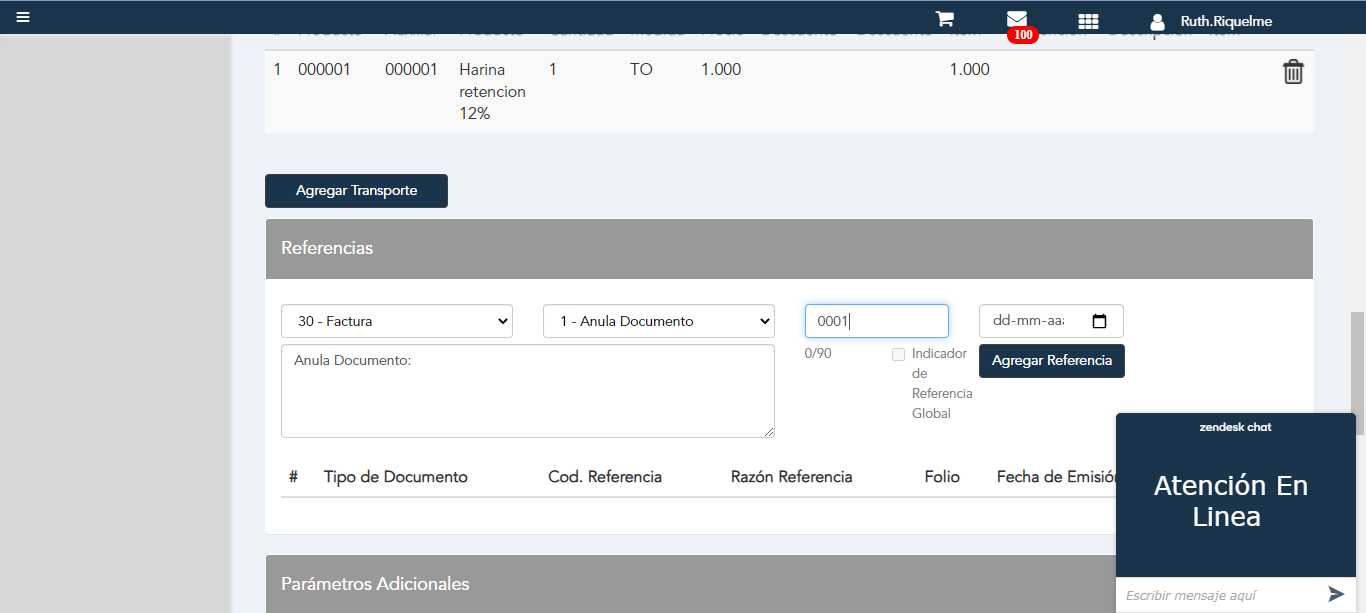 Ruth.Riquelme
100
1 000001 000001 Harina 1 TO 1.000 1.000
retencion
12%
Agregar Transporte
Referencias
30 - Factura 1 - Anula Documento 0001 dd-mm-aa
Anula Documento: 0/90 Indicador Agregar Referencia
de
Referencia
Global
# Tipo de Documento Cod. Referencia Razón Referencia Folio Fecha de Emisión
Parámetros Adicionales
zendesk chat
Atención En
Linea
Escribir mensaje aquí